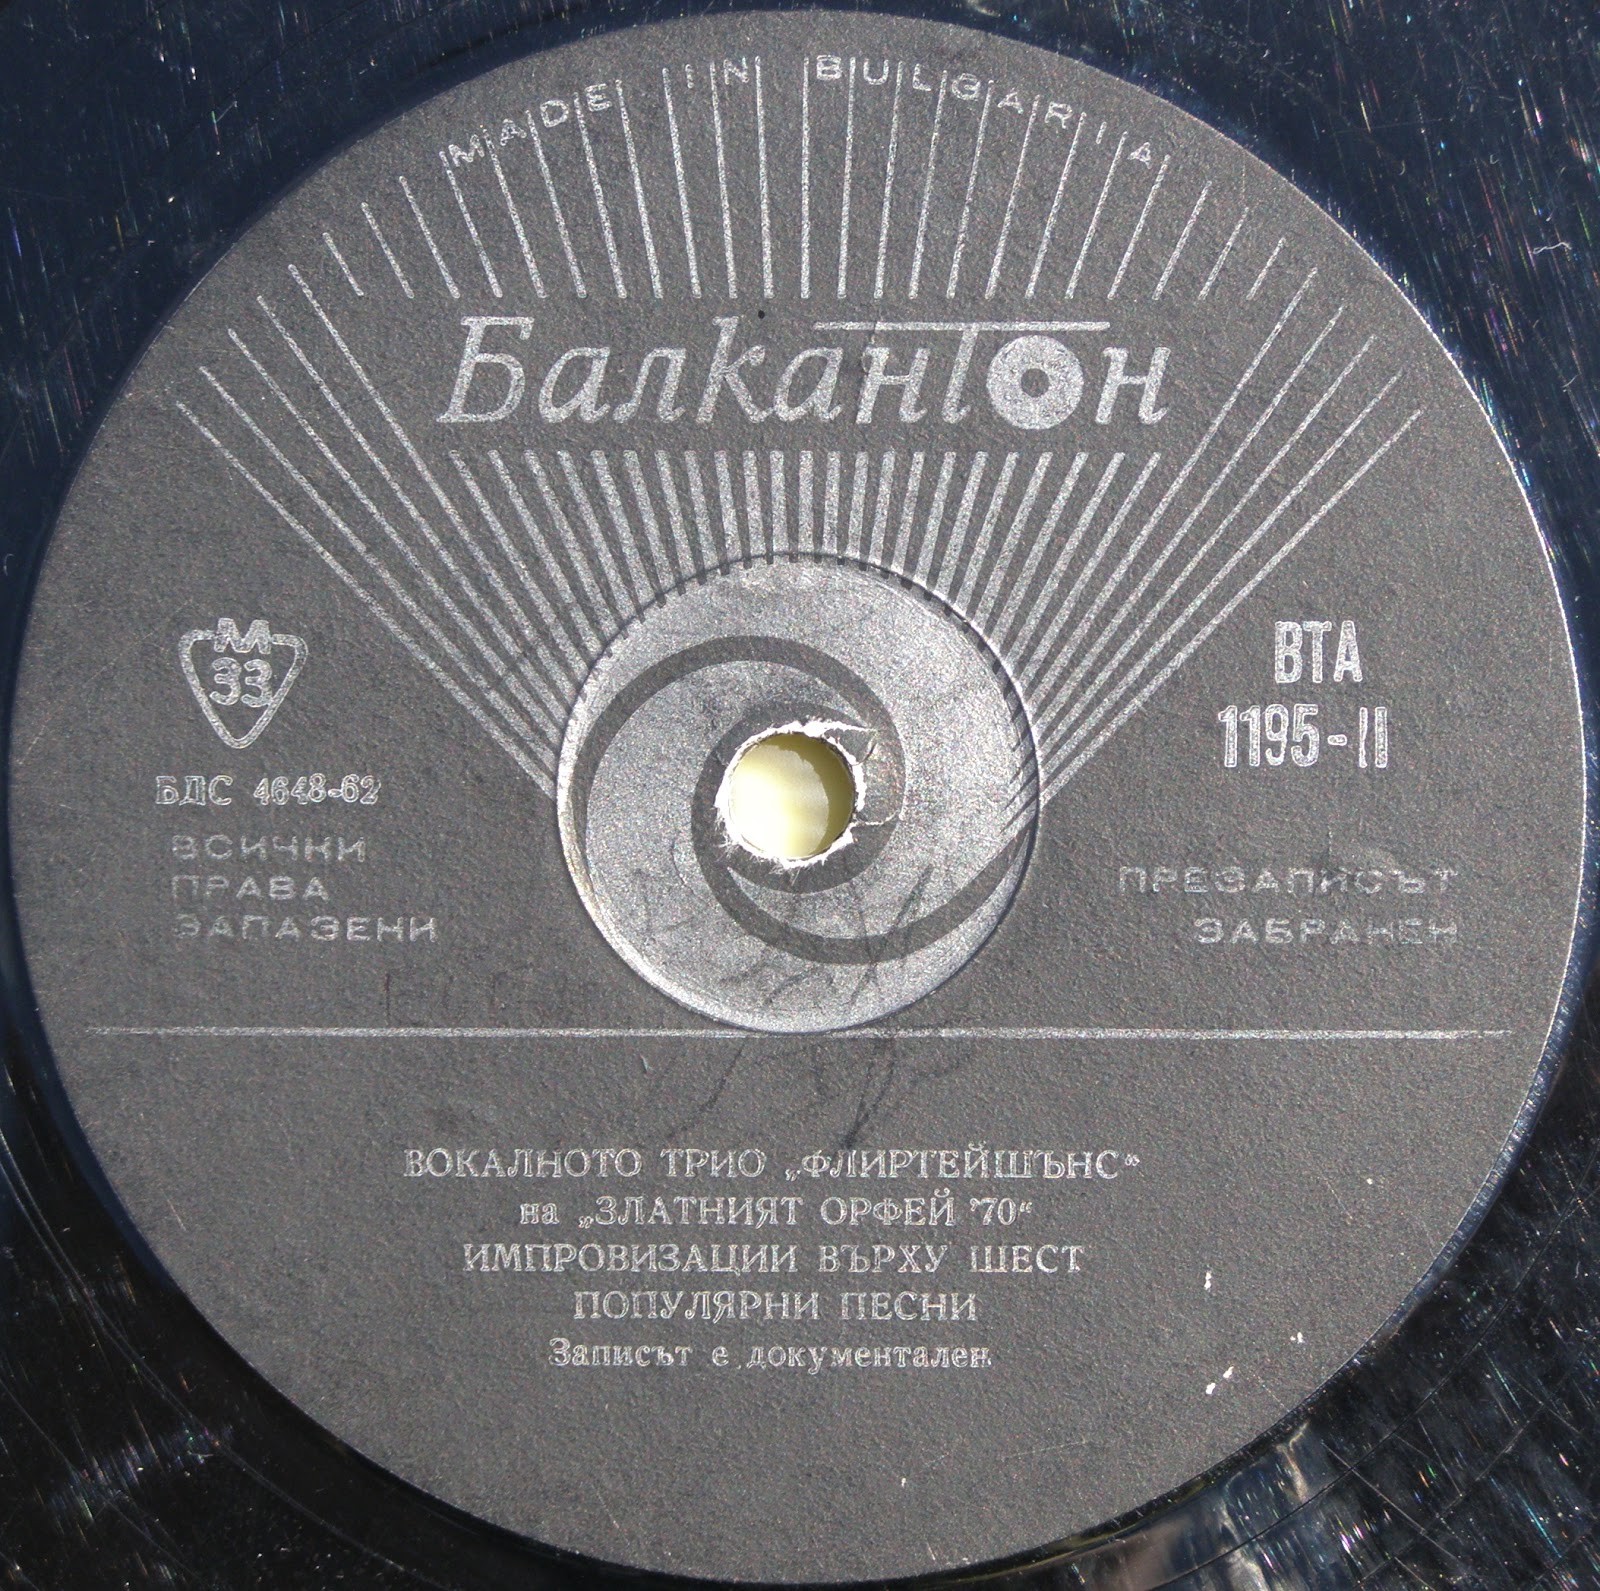 MADE IN BULGARIA
Балкантон
М
33
БДС 4648-62
ВСИЧКИ
ПРАВА
ЗАПАЗЕНИ
ВТА
1195-II
ПРЕЗАПИСЪТ
ЗАБРАНЕН
ВОКАЛНОТО ТРИО „ФЛИРТЕЙШЪНС“
на „ЗЛАТНИЯТ ОРФЕЙ '70“
ИМПРОВИЗАЦИИ ВЪРХУ ШЕСТ
ПОПУЛЯРНИ ПЕСНИ
Записът е документален